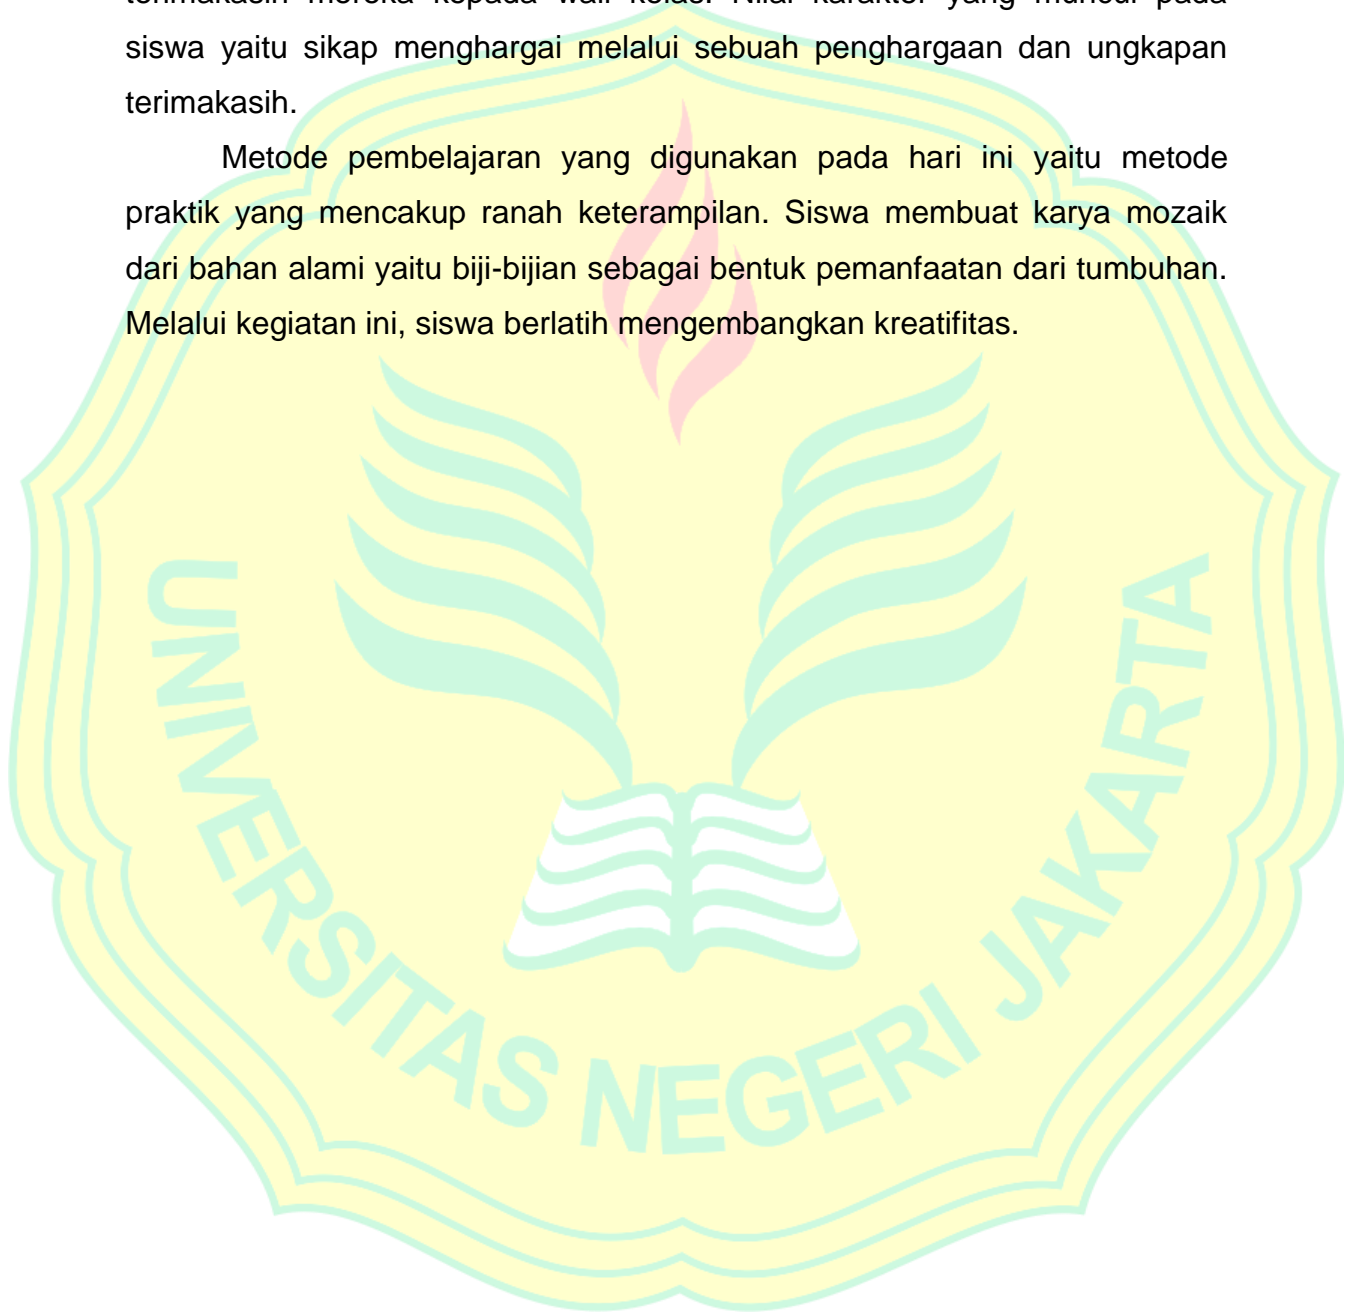 terimakasih mereka kepada wali kelas. Nilai karakter yang muncul pada
siswa yaitu sikap menghargai melalui sebuah penghargaan dan ungkapan
terimakasih.
Metode pembelajaran yang digunakan pada hari ini yaitu metode
praktik yang mencakup ranah keterampilan. Siswa membuat karya mozaik
dari bahan alami yaitu biji-bijian sebagai bentuk pemanfaatan dari tumbuhan.
Melalui kegiatan ini, siswa berlatih mengembangkan kreatifitas.
UNIVERSITAS NEGERI JAKARTA